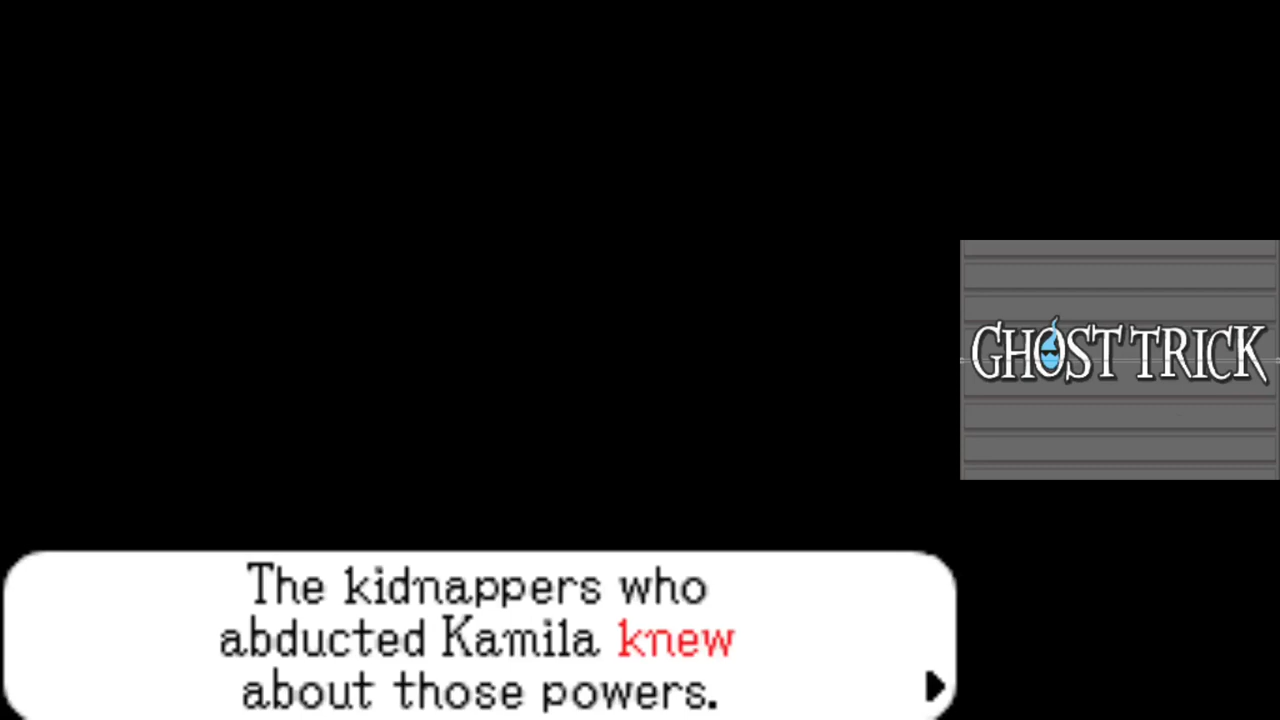 GHOST TRICK
The kidnappers who
abducted Kamila knew
about those powers.